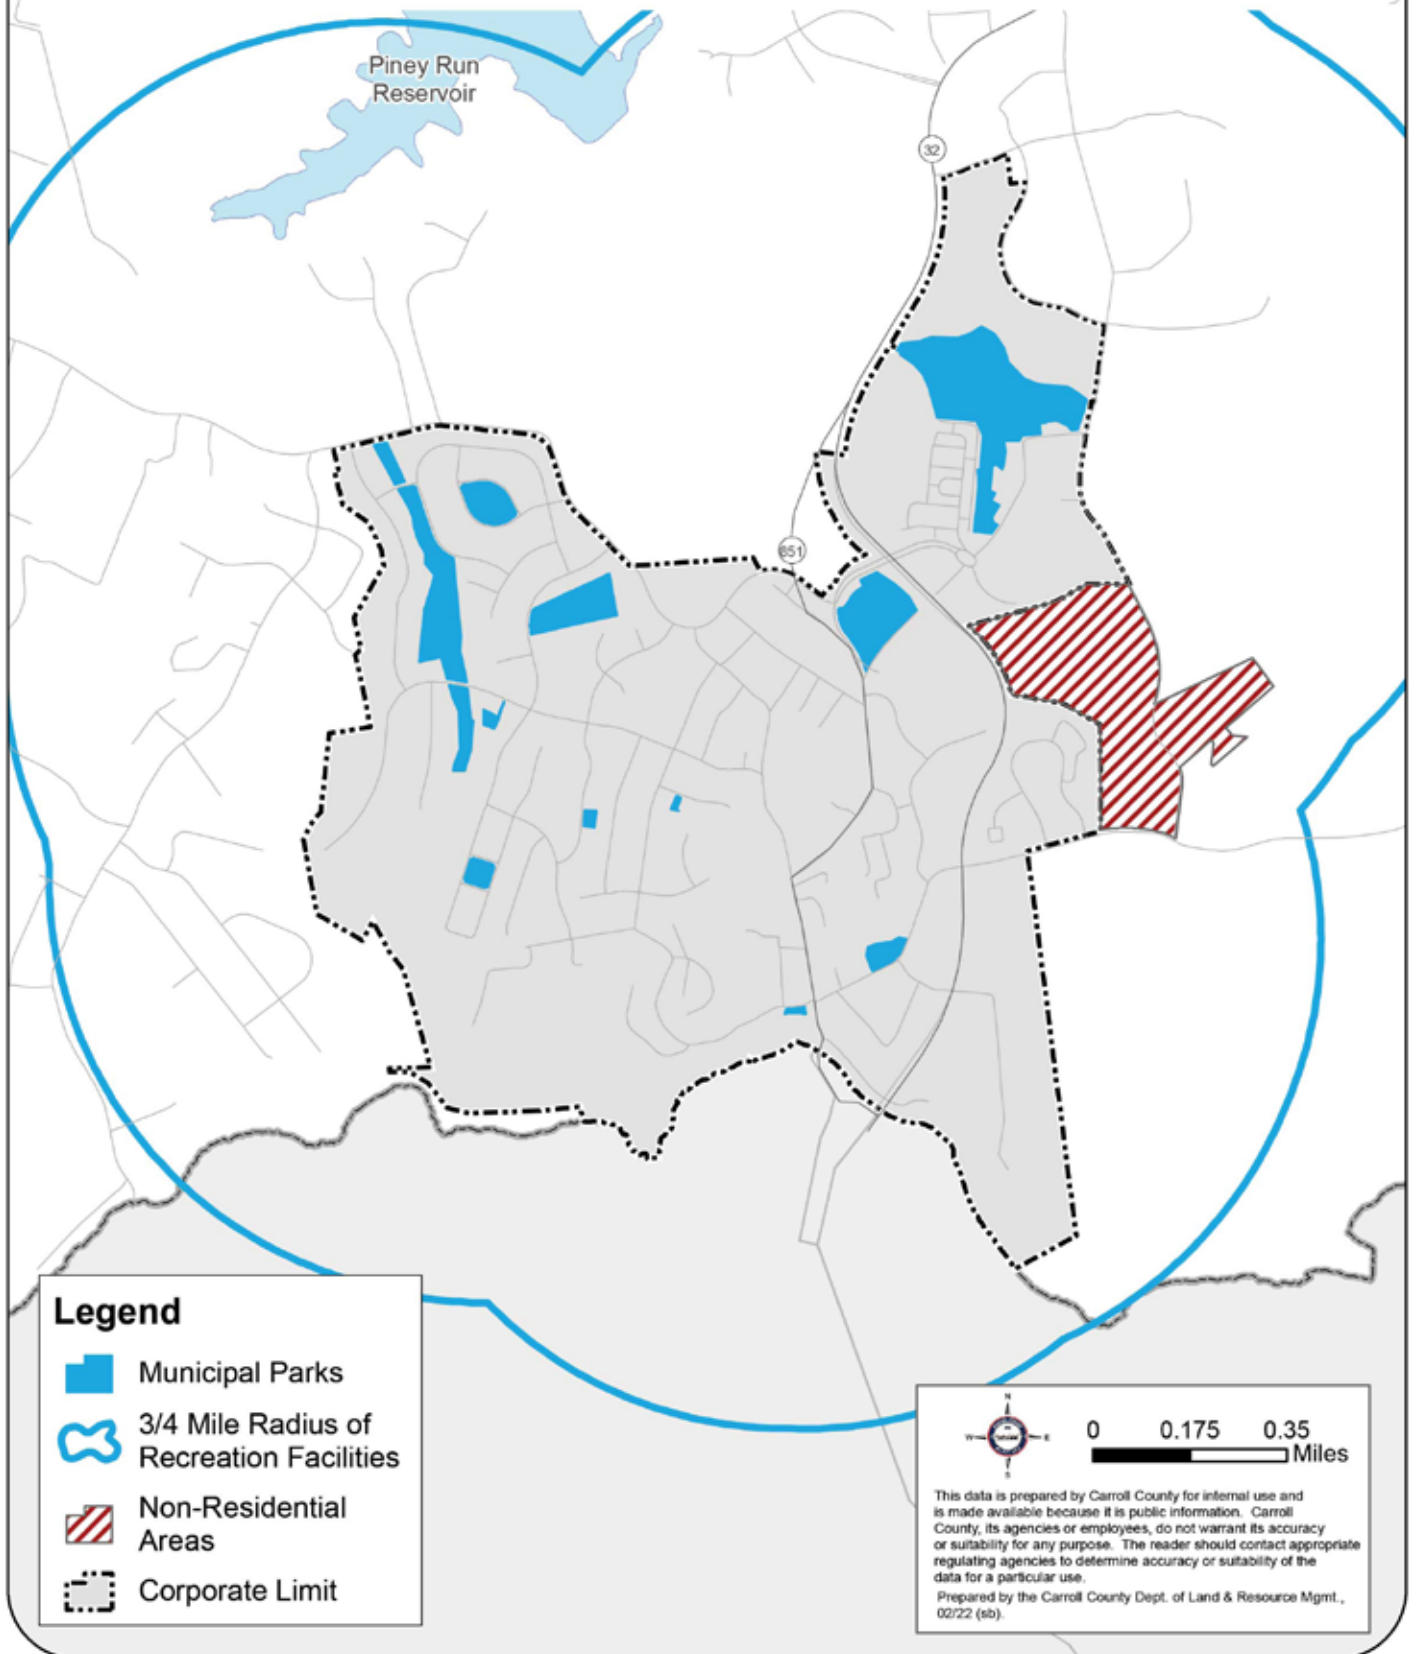 Piney Run
Reservoir
32
851
Legend
Municipal Parks
3/4 Mile Radius of
Recreation Facilities
Non-Residential
Areas
Corporate Limit
N
W
E
S
0 0.175 0.35
Miles
This data is prepared by Carroll County for internal use and
is made available because it is public information. Carroll
County, its agencies or employees, do not warrant its accuracy
or suitability for any purpose. The reader should contact appropriate
regulating agencies to determine accuracy or suitability of the
data for a particular use.
Prepared by the Carroll County Dept. of Land & Resource Mgmt.,
02/22 (sb).